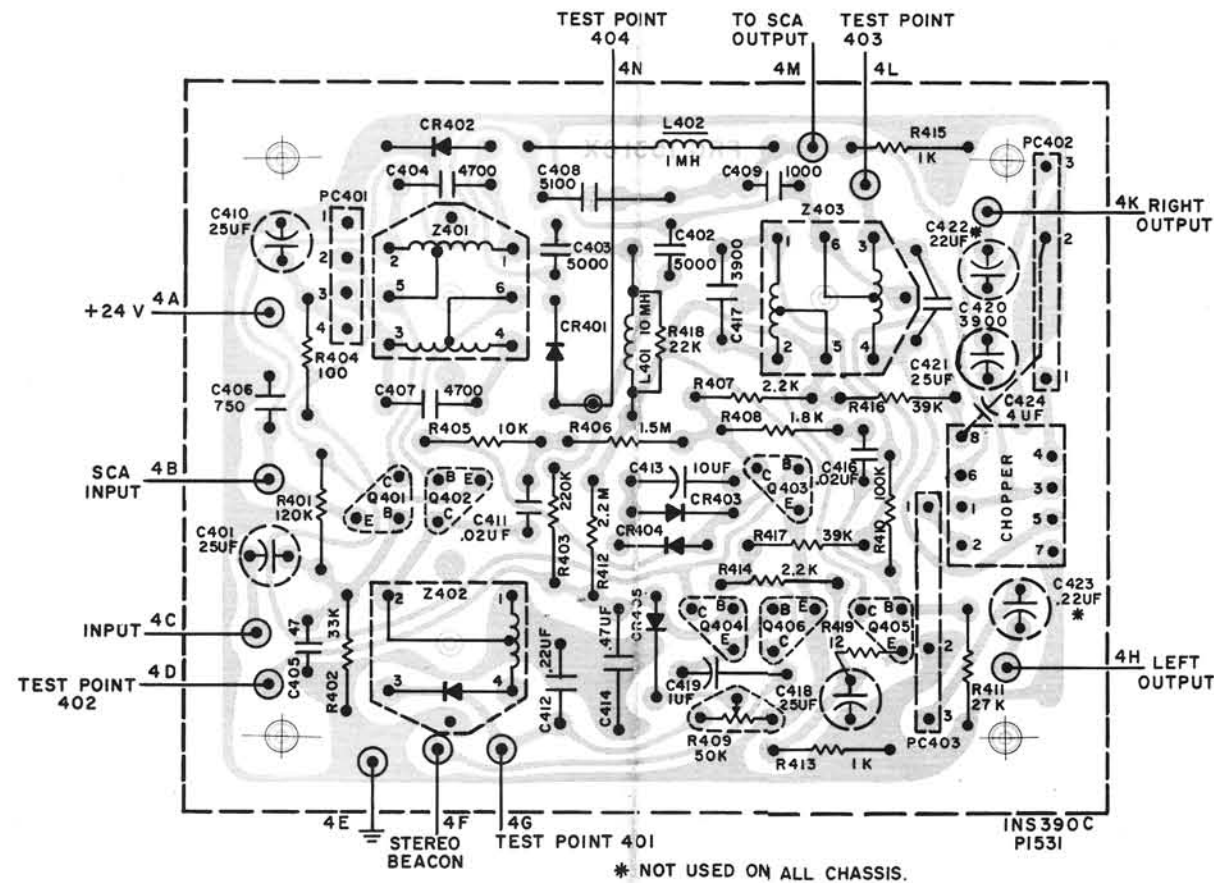 TEST POINT
404
TO SCA
OUTPUT
TEST POINT
403
4N
4M
4L
CR402
L402
1 MH
R415
1K
PC402
3
C404
4700
C408
5100
C409
1000
PC401
C410
25UF
1
2
3
4
Z401
2
1
5
6
3
4
C403
5000
C402
5000
3900
C417
Z403
1
6
3
2
5
4
C422
22UF
*
4K
RIGHT
OUTPUT
2
C420
3900
+24 V
4A
R404
100
CR401
L401 10 MH
R418
22K
C421
25UF
1
C406
750
C407
4700
R407
2.2K
R416
39K
C424
4 UF
R405
10K
R406
1.5M
R408
1.8K
SCA
INPUT
4B
R401
120K
C
Q401
E
B
B
E
Q402
C
C411
.02UF
220K
R403
2.2 M
R412
C413
10UF
CR403
CR404
C
B
Q403
E
C416
.02UF
100K
R410
R417
39K
1
8
6
1
2
CHOPPER
4
3
5
7
C401
25UF
R414
2.2K
INPUT
4C
C405
47
R402
33K
Z402
2
1
3
4
.22UF
C412
.47UF
C414
CR405
C
B
Q404
E
B
E
Q406
C
R419
12
C
B
Q405
E
2
C423
.22UF
*
TEST POINT
402
4D
C419
1UF
C418
25UF
R411
27 K
4H
LEFT
OUTPUT
R409
50K
R413
1K
3
PC403
4E
4F
4G
STEREO
BEACON
TEST POINT 401
INS390C
P1531
* NOT USED ON ALL CHASSIS.